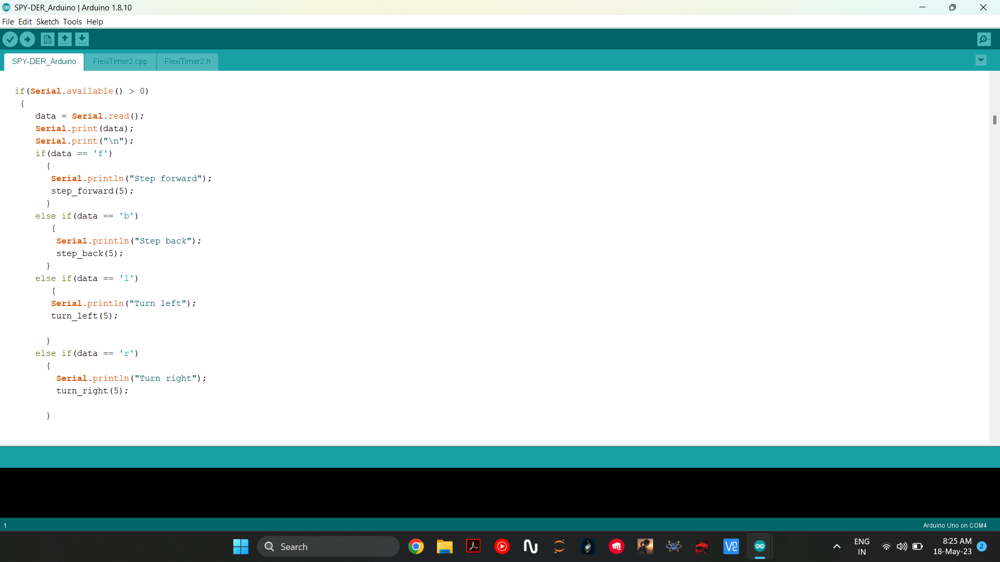 SPY-DER_Arduino | Arduino 1.8.10
File Edit Sketch Tools Help
SPY-DER_Arduino FlexiTimer2.cpp FlexiTimer2.h
if(Serial.available() > 0)
{
data = Serial.read();
Serial.print(data);
Serial.print("\n");
if(data == 'f')
{
Serial.println("Step forward");
step_forward(5);
}
else if(data == 'b')
{
Serial.println("Step back");
step_back(5);
}
else if(data == 'l')
{
Serial.println("Turn left");
turn_left(5);
}
else if(data == 'r')
{
Serial.println("Turn right");
turn_right(5);
}
1 Arduino Uno on COM4
Search
ENG
IN
8:25 AM
18-May-23
2